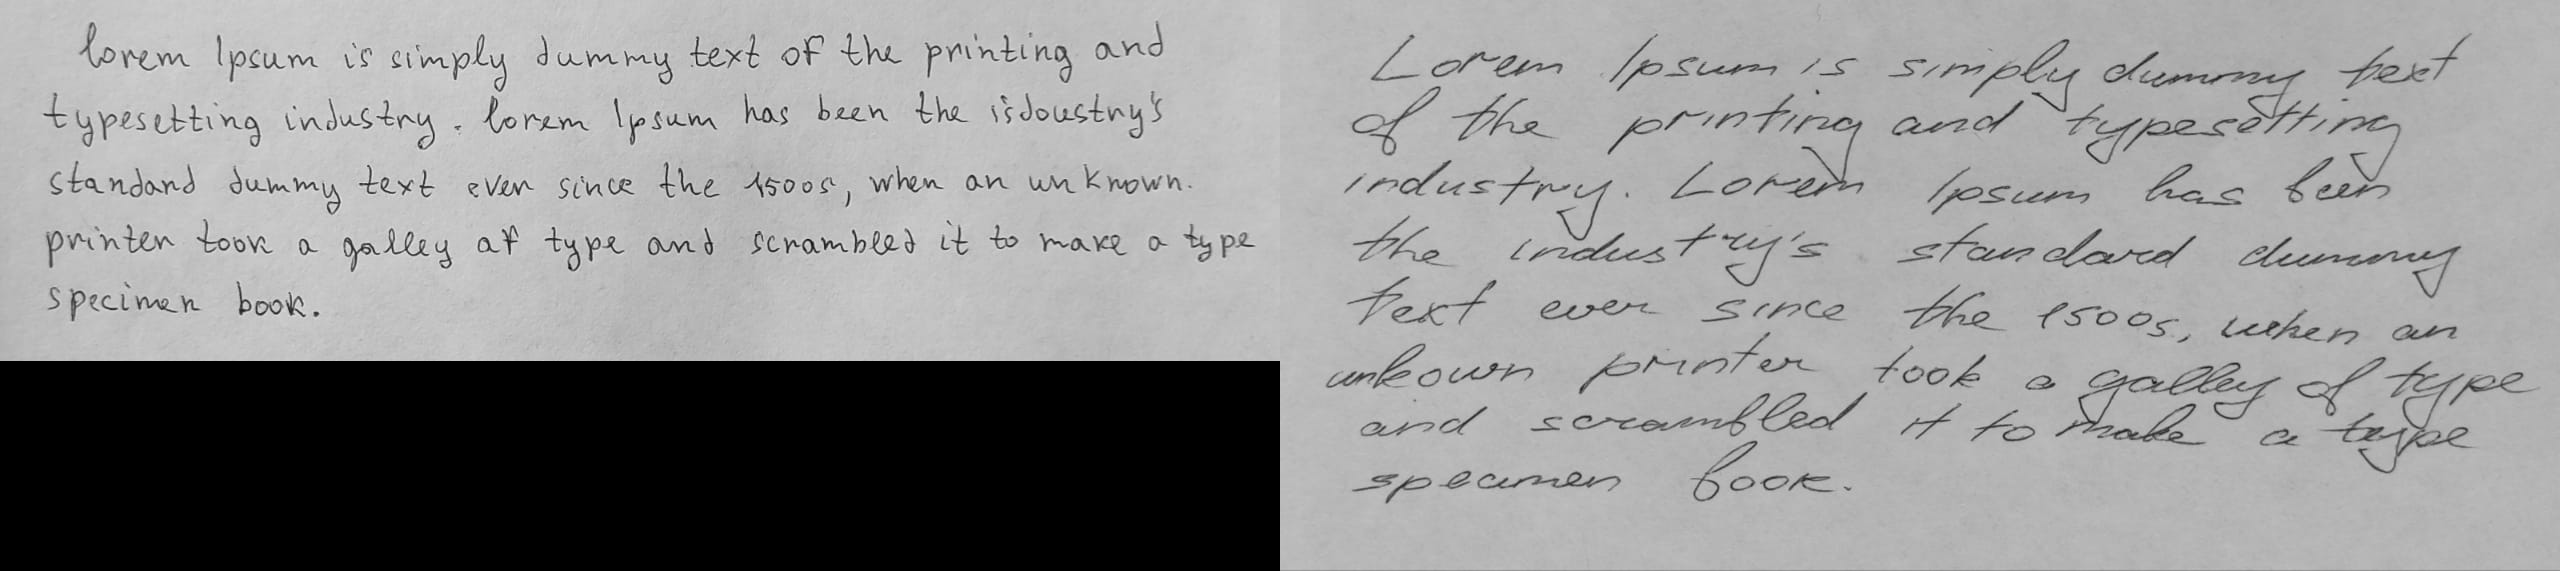 lorem Ipsum is simply dummy text of the printing and
typesetting industry. lorem Ipsum has been the isdoustry's
standard dummy text ever since the 1500s, when an unknown.
printer took a galley of type and scrambled it to make a type
specimen book.
Lorem Ipsum is simply dummy text
of the printing and typesetting
industry. Lorem Ipsum has been
the industry's standard dummy
text ever since the 1500s, when an
unkown printer took a galley of type
and scrambled it to make a type
specimen book.